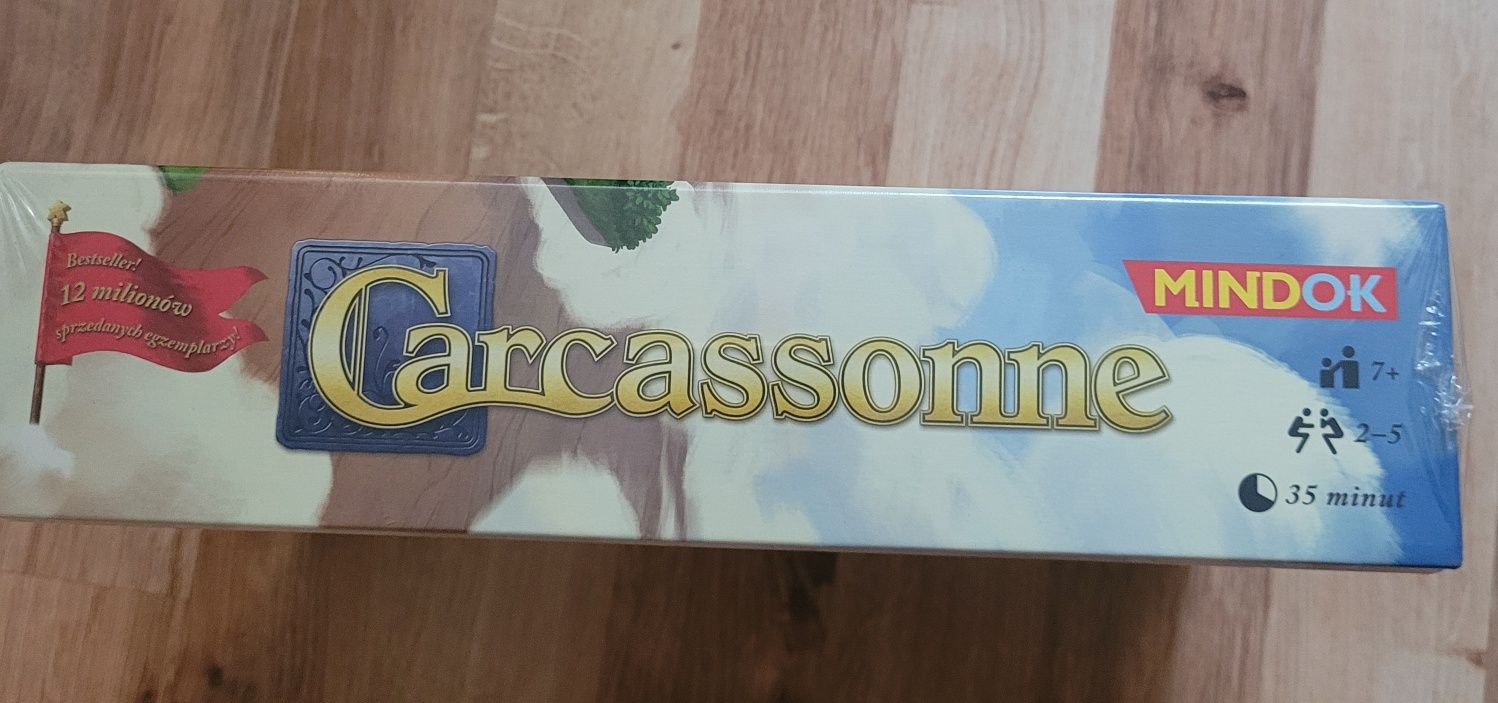 Bestseller!
12 milionów
sprzedanych egzemplarzy!
Carcassonne
MINDOK
7+
2–5
35 minut